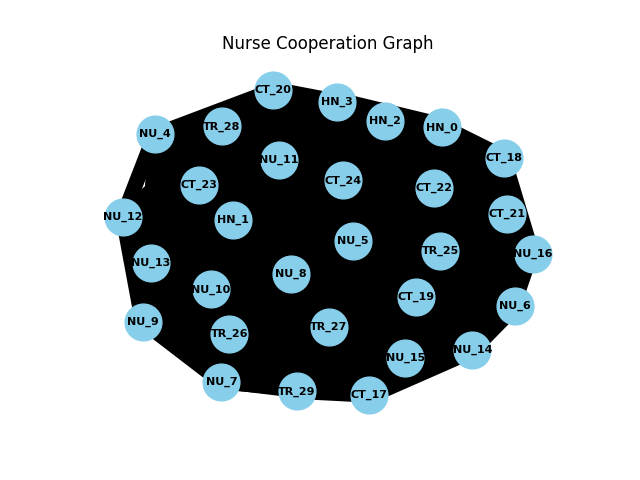 Nurse Cooperation Graph
CT_20
HN_3
HN_2
HN_0
TR_28
NU_4
CT_18
NU_11
CT_24
CT_23
CT_22
CT_21
NU_12
HN_1
NU_5
TR_25
NU_16
NU_13
NU_8
NU_10
CT_19
NU_6
NU_9
TR_27
TR_26
NU_14
NU_15
NU_7
TR_29
CT_17